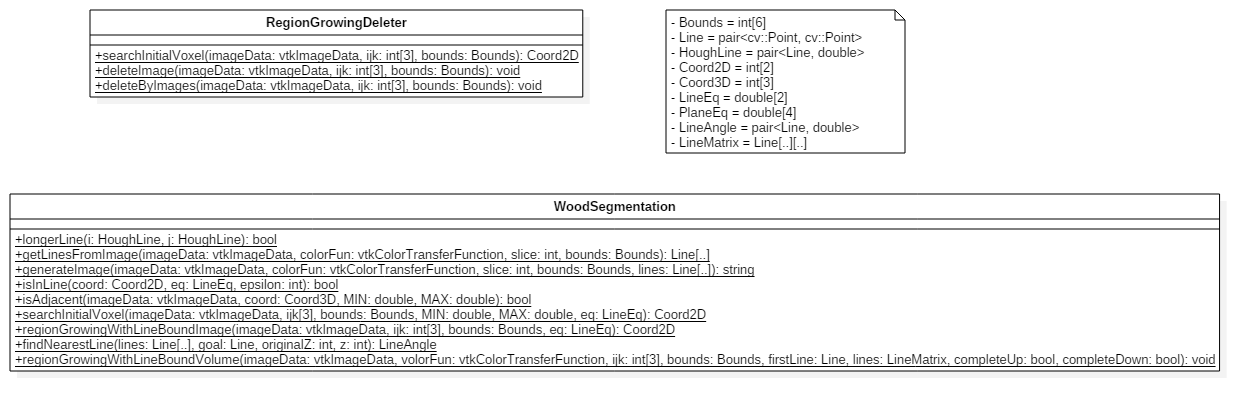 RegionGrowingDeleter
+searchInitialVoxel(imageData: vtkImageData, ijk: int[3], bounds: Bounds): Coord2D
+deleteImage(imageData: vtkImageData, ijk: int[3], bounds: Bounds): void
+deleteByImages(imageData: vtkImageData, ijk: int[3], bounds: Bounds): void
- Bounds = int[6]
- Line = pair<cv::Point, cv::Point>
- HoughLine = pair<Line, double>
- Coord2D = int[2]
- Coord3D = int[3]
- LineEq = double[2]
- PlaneEq = double[4]
- LineAngle = pair<Line, double>
- LineMatrix = Line[..][..]
WoodSegmentation
+longerLine(i: HoughLine, j: HoughLine): bool
+getLinesFromImage(imageData: vtkImageData, colorFun: vtkColorTransferFunction, slice: int, bounds: Bounds): Line[..]
+generateImage(imageData: vtkImageData, colorFun: vtkColorTransferFunction, slice: int, bounds: Bounds, lines: Line[..]): string
+isInLine(coord: Coord2D, eq: LineEq, epsilon: int): bool
+isAdjacent(imageData: vtkImageData, coord: Coord3D, MIN: double, MAX: double): bool
+searchInitialVoxel(imageData: vtkImageData, ijk[3], bounds: Bounds, MIN: double, MAX: double, eq: LineEq): Coord2D
+regionGrowingWithLineBoundImage(imageData: vtkImageData, ijk: int[3], bounds: Bounds, eq: LineEq): Coord2D
+findNearestLine(lines: Line[..], goal: Line, originalZ: int, z: int): LineAngle
+regionGrowingWithLineBoundVolume(imageData: vtkImageData, volorFun: vtkColorTransferFunction, ijk: int[3], bounds: Bounds, firstLine: Line, lines: LineMatrix, completeUp: bool, completeDown: bool): void